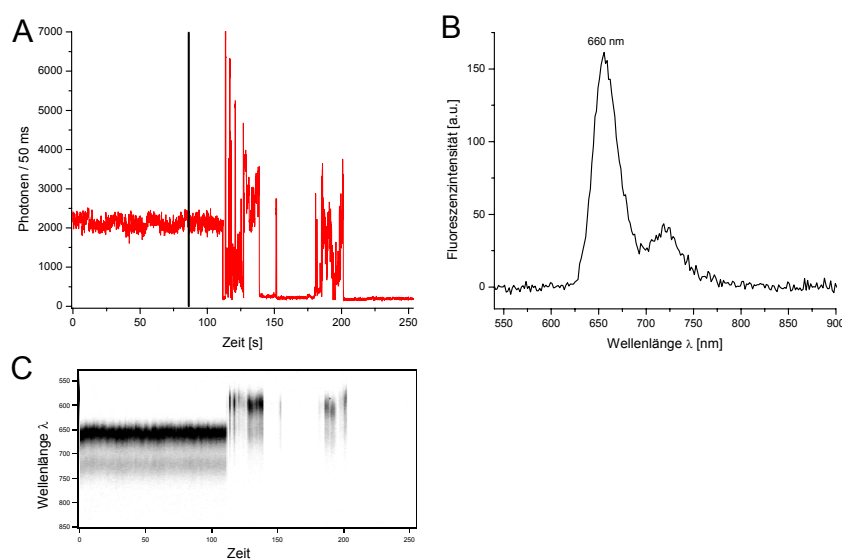 A
7000
6000
5000
4000
3000
2000
1000
0
Photonen / 50 ms
0 50 100 150 200 250
Zeit [s]
B
660 nm
150
100
50
0
Fluoreszenzintensität [a.u.]
550 600 650 700 750 800 850 900
Wellenlänge λ [nm]
C
550
600
650
700
750
800
850
Wellenlänge λ
0 50 100 150 200 250
Zeit